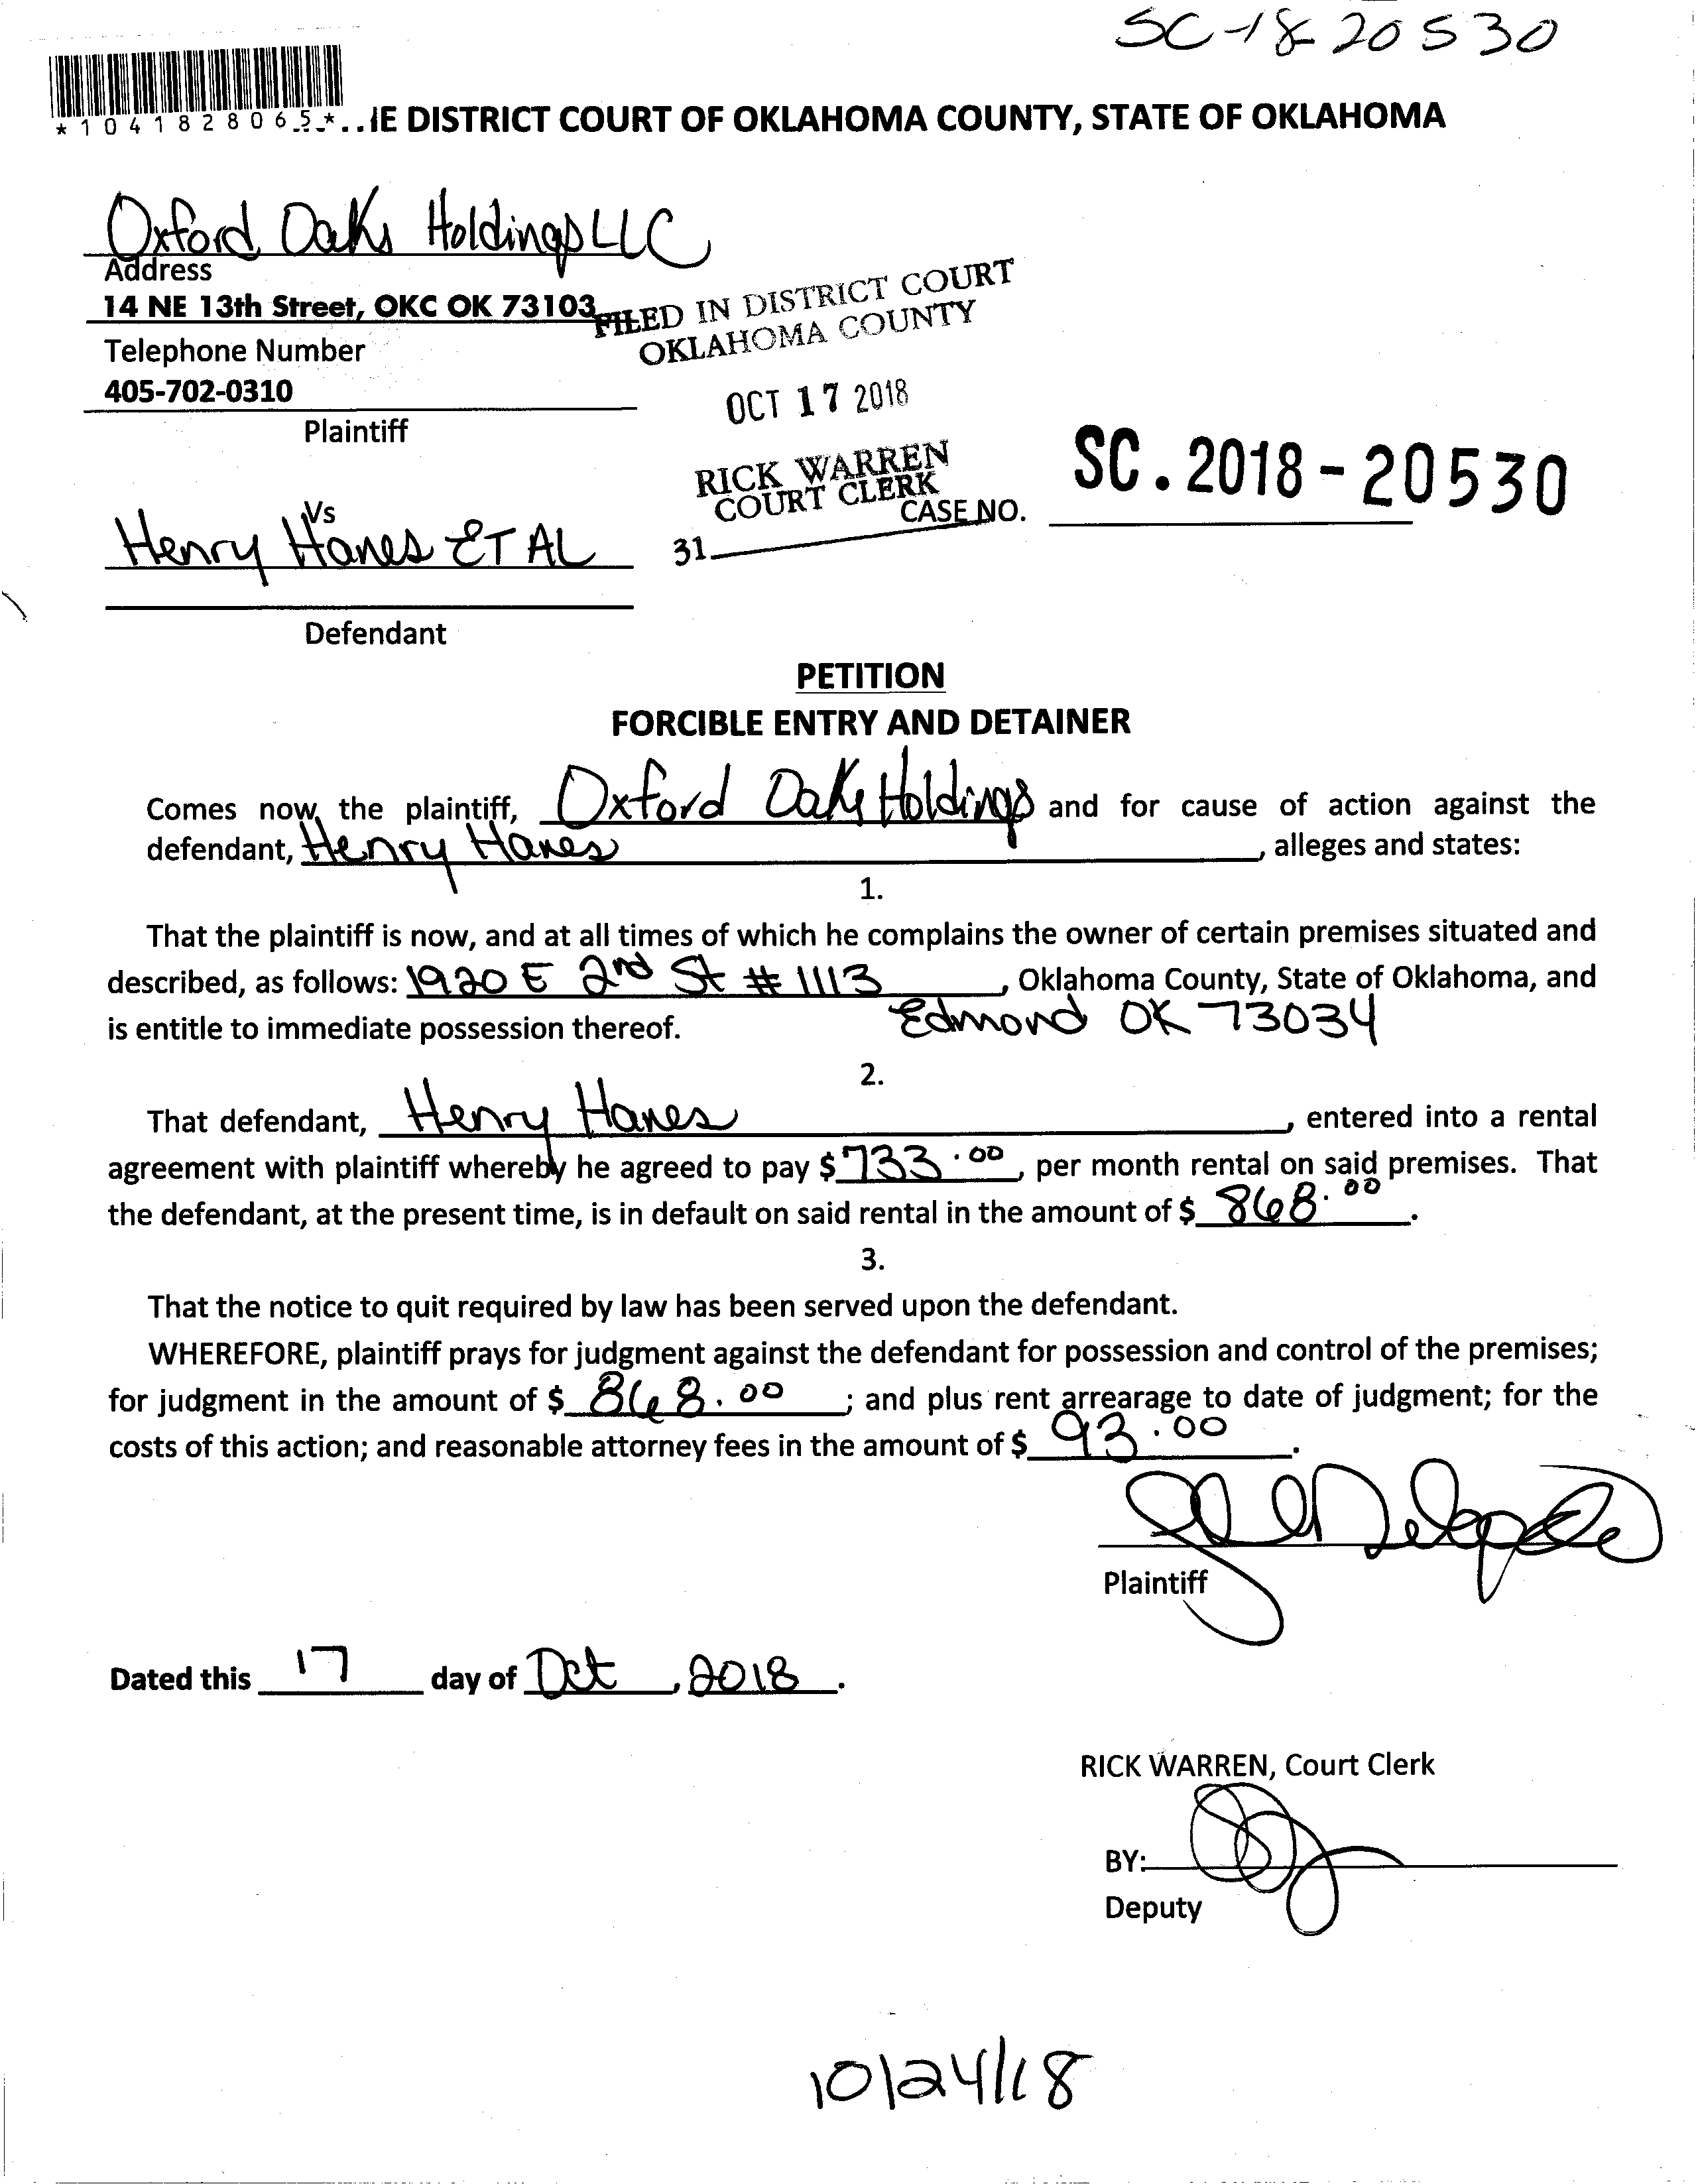 SC-18 20530
*1041828065*..IE DISTRICT COURT OF OKLAHOMA COUNTY, STATE OF OKLAHOMA
Oxford Oaks Holdings LLC
Address
14 NE 13th Street, OKC OK 73103
FILED IN DISTRICT COURT
OKLAHOMA COUNTY
Telephone Number
405-702-0310
OCT 17 2018
Plaintiff
RICK WARREN
COURT CLERK
SC.2018-20530
CASE NO.
Vs
Henry Hanes ET AL
31
Defendant
PETITION
FORCIBLE ENTRY AND DETAINER
Comes now, the plaintiff, Oxford Oaks Holdings and for cause of action against the
defendant, Henry Hanes, alleges and states:
1.
That the plaintiff is now, and at all times of which he complains the owner of certain premises situated and
described, as follows: 1920 E 2nd St # 1113, Oklahoma County, State of Oklahoma, and
is entitle to immediate possession thereof. Edmond OK 73034
2.
That defendant, Henry Hanes, entered into a rental
agreement with plaintiff whereby he agreed to pay $ 733.00, per month rental on said premises. That
the defendant, at the present time, is in default on said rental in the amount of $ 868.00.
3.
That the notice to quit required by law has been served upon the defendant.
WHEREFORE, plaintiff prays for judgment against the defendant for possession and control of the premises;
for judgment in the amount of $ 868.00; and plus rent arrearage to date of judgment; for the
costs of this action; and reasonable attorney fees in the amount of $ 93.00.
Plaintiff
Dated this 17 day of Oct, 2018.
RICK WARREN, Court Clerk
BY:
Deputy
10/24/18